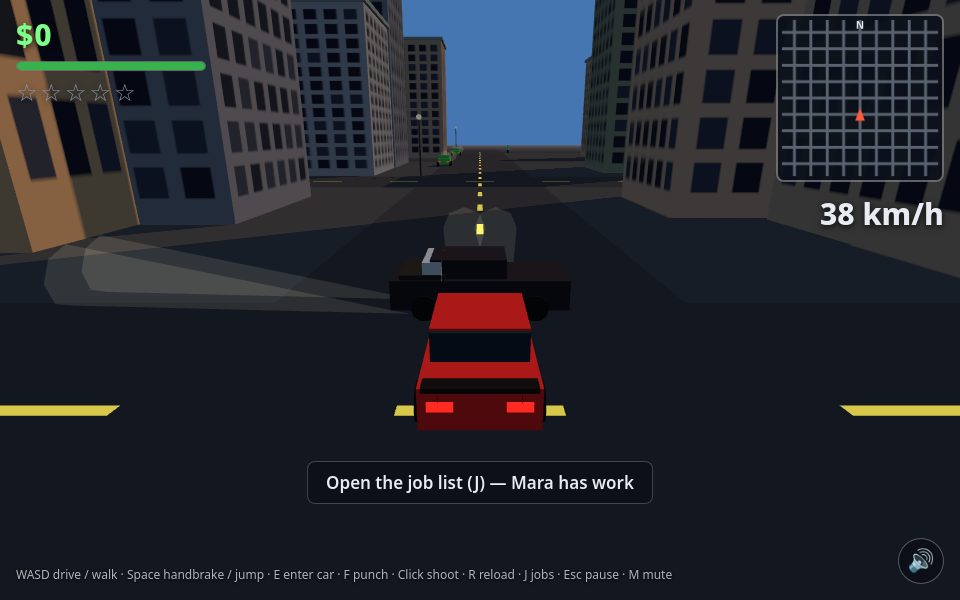 $0
N
38 km/h
Open the job list (J) — Mara has work
WASD drive / walk · Space handbrake / jump · E enter car · F punch · Click shoot · R reload · J jobs · Esc pause · M mute